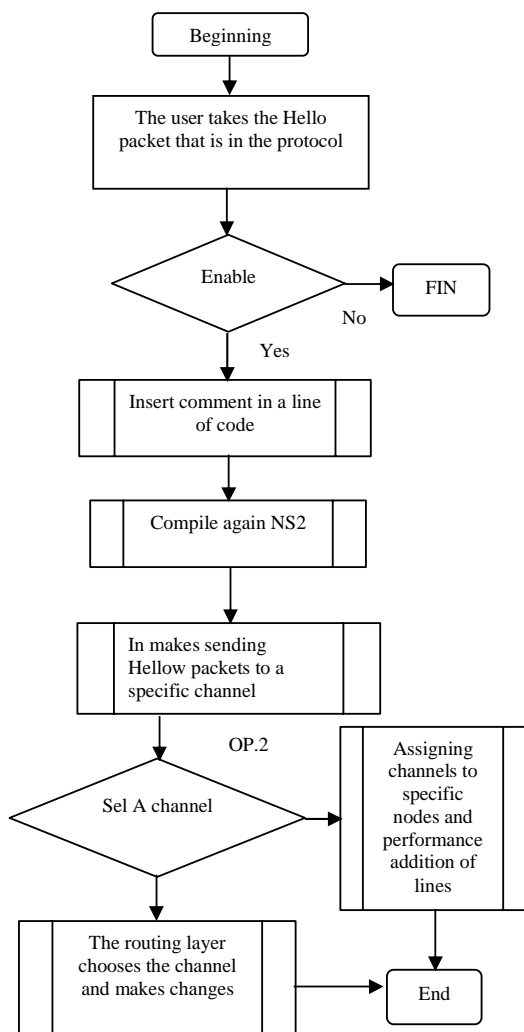 Beginning
The user takes the Hello
packet that is in the protocol
Enable
FIN
No
Yes
Insert comment in a line
of code
Compile again NS2
In makes sending
Hellow packets to a
specific channel
OP.2
Sel A channel
Assigning
channels to
specific
nodes and
performance
addition of
lines
The routing layer
chooses the channel
and makes changes
End